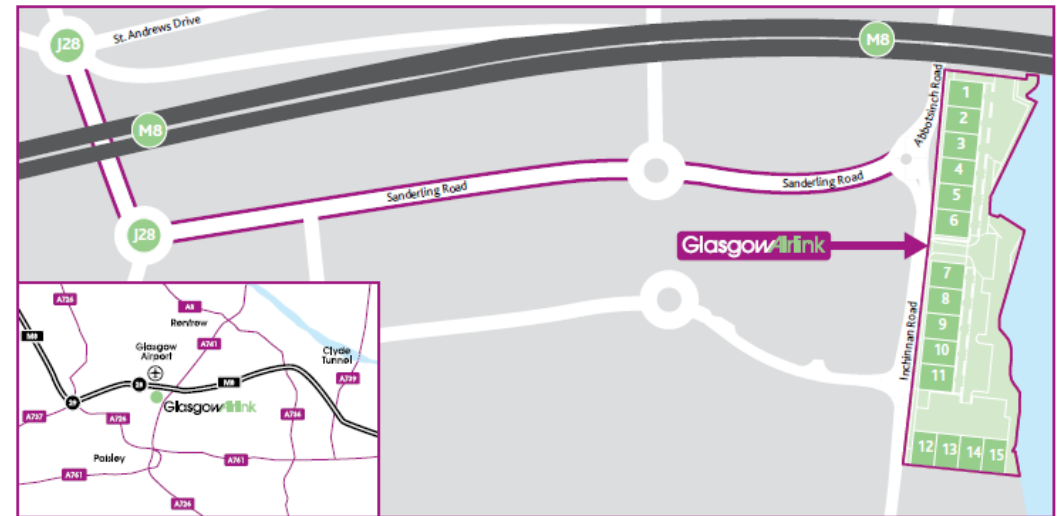 J28
St. Andrews Drive
M8
M8
Abbotsinch Road
1
2
3
4
5
6
Sanderling Road
Sanderling Road
J28
GlasgowAirlink
7
8
9
10
11
Inchinnan Road
12 13 14 15
A726
A8
Renfrew
M8
A741
Glasgow
Airport
Clyde
Tunnel
28
M8
A739
29
GlasgowAirlink
A737
A726
A736
Paisley
A761
A761
A726